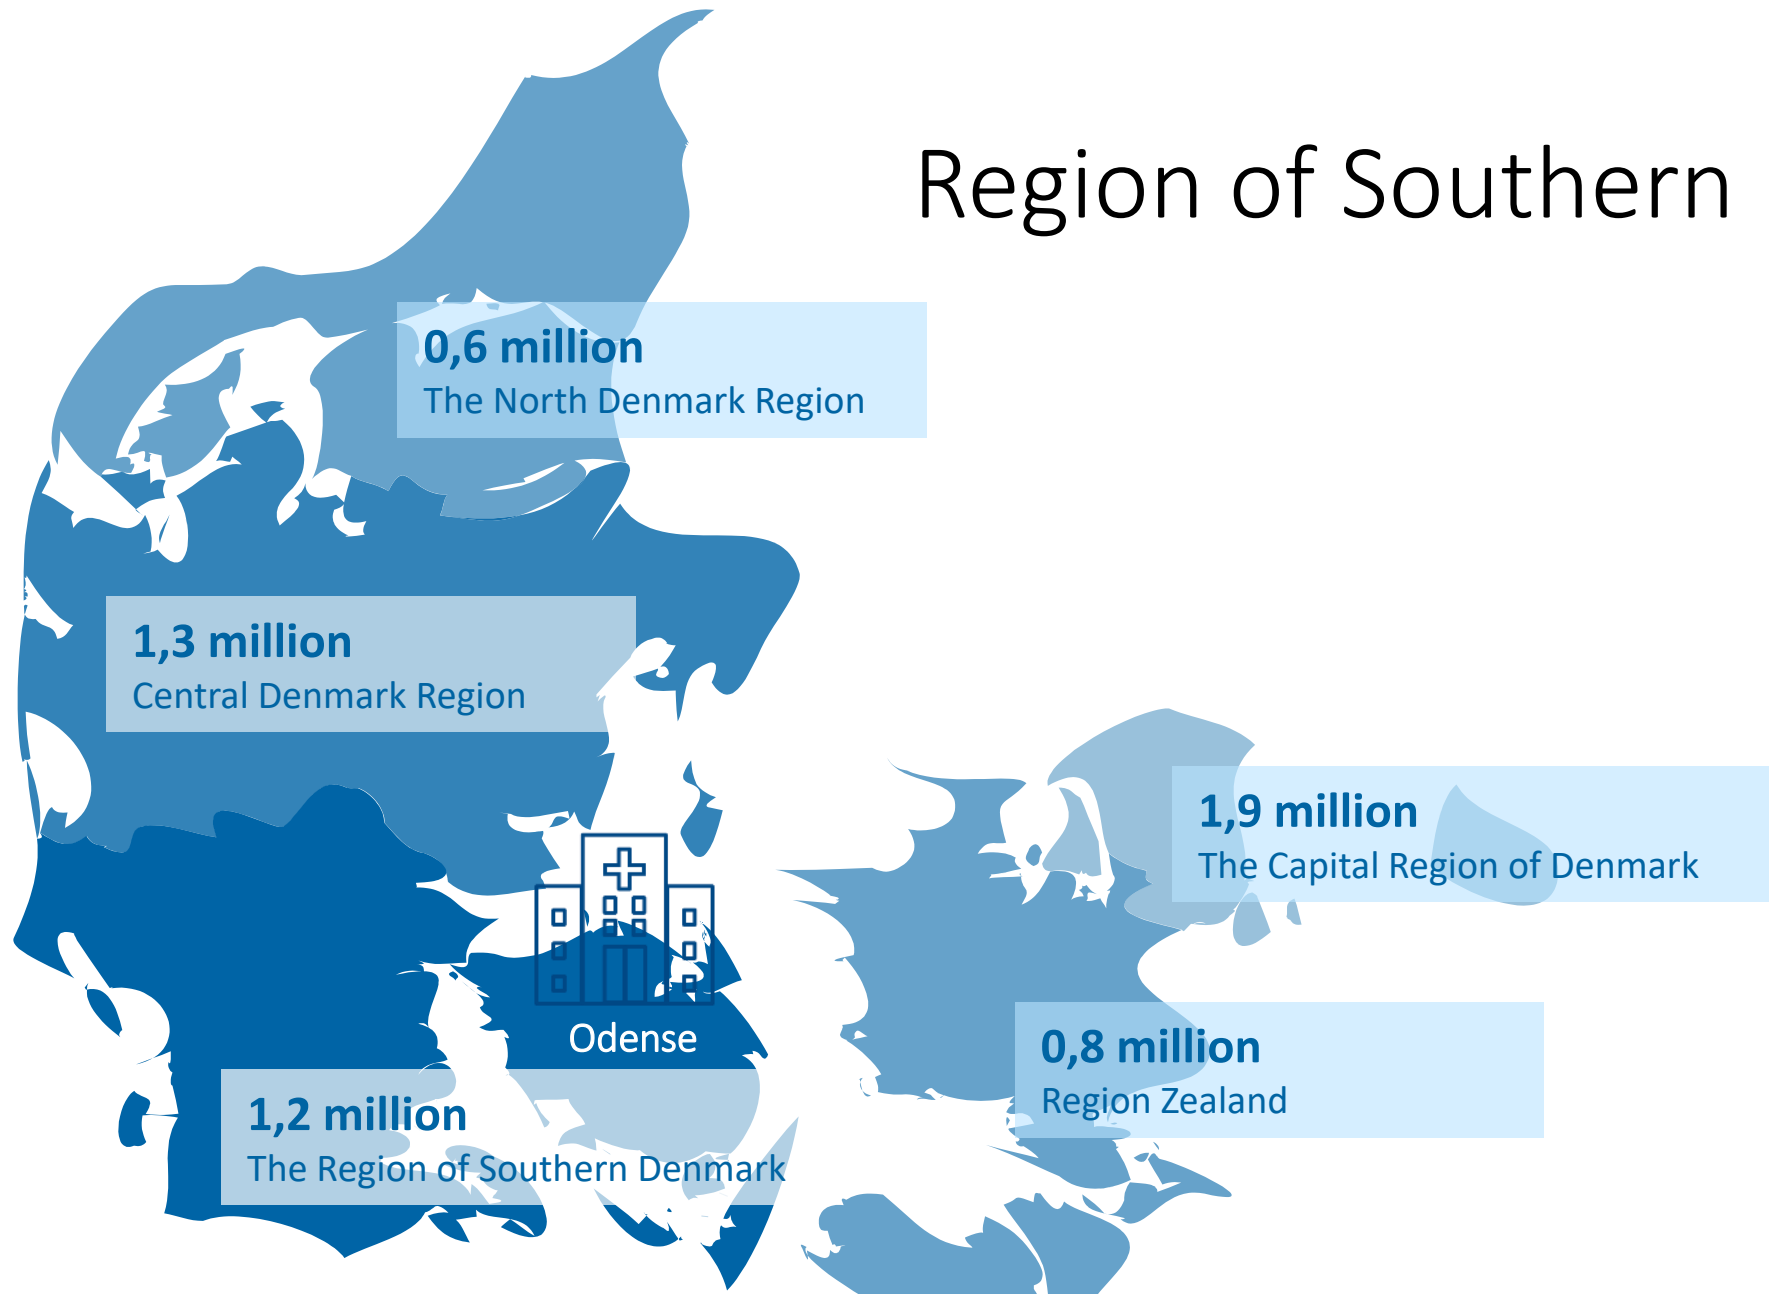 Region of Southern
0,6 million
The North Denmark Region
1,3 million
Central Denmark Region
1,9 million
The Capital Region of Denmark
Odense
0,8 million
Region Zealand
1,2 million
The Region of Southern Denmark